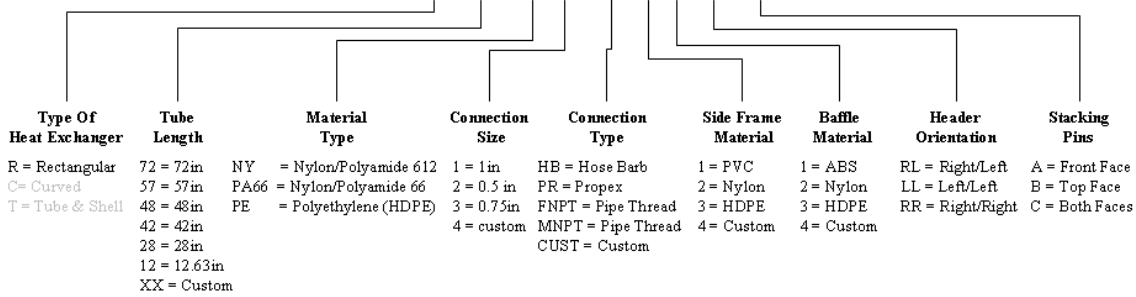 Type Of
Heat Exchanger
R = Rectangular
C= Curved
T = Tube & Shell
Tube
Length
72 = 72in
57 = 57in
48 = 48in
42 = 42in
28 = 28in
12 = 12.63in
XX = Custom
Material
Type
NY = Nylon/Polyamide 612
PA66 = Nylon/Polyamide 66
PE = Polyethylene (HDPE)
Connection
Size
1 = 1in
2 = 0.5 in
3 = 0.75in
4 = custom
Connection
Type
HB = Hose Barb
PR = Propex
FNPT = Pipe Thread
MNPT = Pipe Thread
CUST = Custom
Side Frame
Material
1 = PVC
2 = Nylon
3 = HDPE
4 = Custom
Baffle
Material
1 = ABS
2 = Nylon
3 = HDPE
4 = Custom
Header
Orientation
RL = Right/Left
LL = Left/Left
RR = Right/Right
Stacking
Pins
A = Front Face
B = Top Face
C = Both Faces